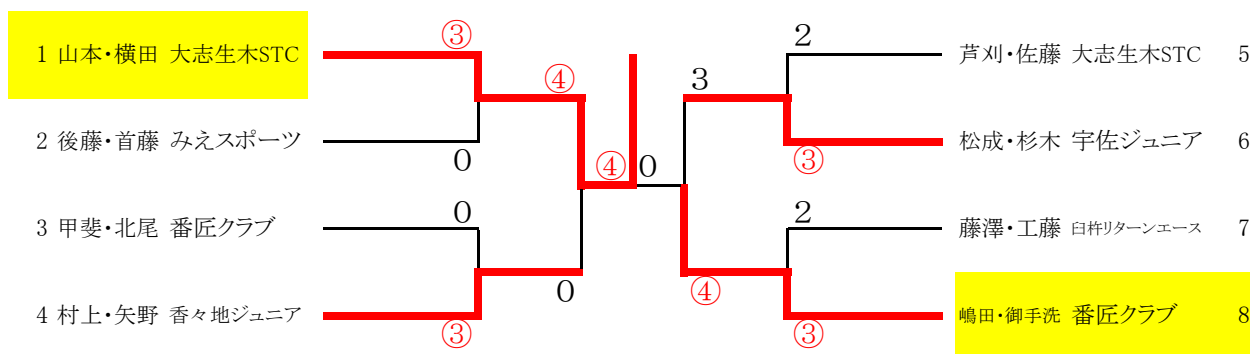 1 山本・横田 大志生木STC
③
2 後藤・首藤 みえスポーツ
0
④
3 甲斐・北尾 番匠クラブ
0
4 村上・矢野 香々地ジュニア
③
0
④ 0
2
芦刈・佐藤 大志生木STC 5
3
松成・杉木 宇佐ジュニア 6
③
2
藤澤・工藤 臼杵リターンエース 7
④
嶋田・御手洗 番匠クラブ 8
③